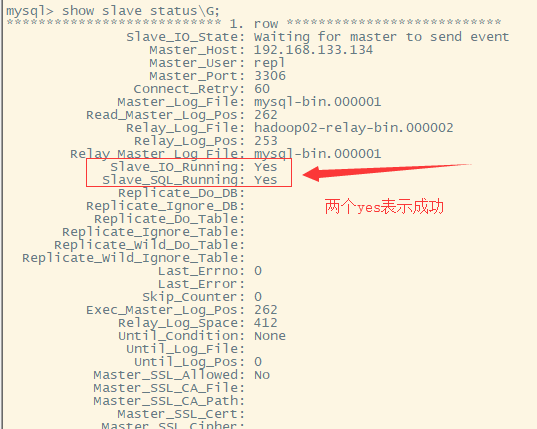 mysql> show slave status\G;
*************************** 1. row ***************************
Slave_IO_State: Waiting for master to send event
Master_Host: 192.168.133.134
Master_User: repl
Master_Port: 3306
Connect_Retry: 60
Master_Log_File: mysql-bin.000001
Read_Master_Log_Pos: 262
Relay_Log_File: hadoop02-relay-bin.000002
Relay_Log_Pos: 253
Relay_Master_Log_File: mysql-bin.000001
Slave_IO_Running: Yes
Slave_SQL_Running: Yes
Replicate_Do_DB:
两个yes表示成功
Replicate_Ignore_DB:
Replicate_Do_Table:
Replicate_Ignore_Table:
Replicate_Wild_Do_Table:
Replicate_Wild_Ignore_Table:
Last_Errno: 0
Last_Error:
Skip_Counter: 0
Exec_Master_Log_Pos: 262
Relay_Log_Space: 412
Until_Condition: None
Until_Log_File:
Until_Log_Pos: 0
Master_SSL_Allowed: No
Master_SSL_CA_File:
Master_SSL_CA_Path:
Master_SSL_Cert:
Master_SSL_Cipher: